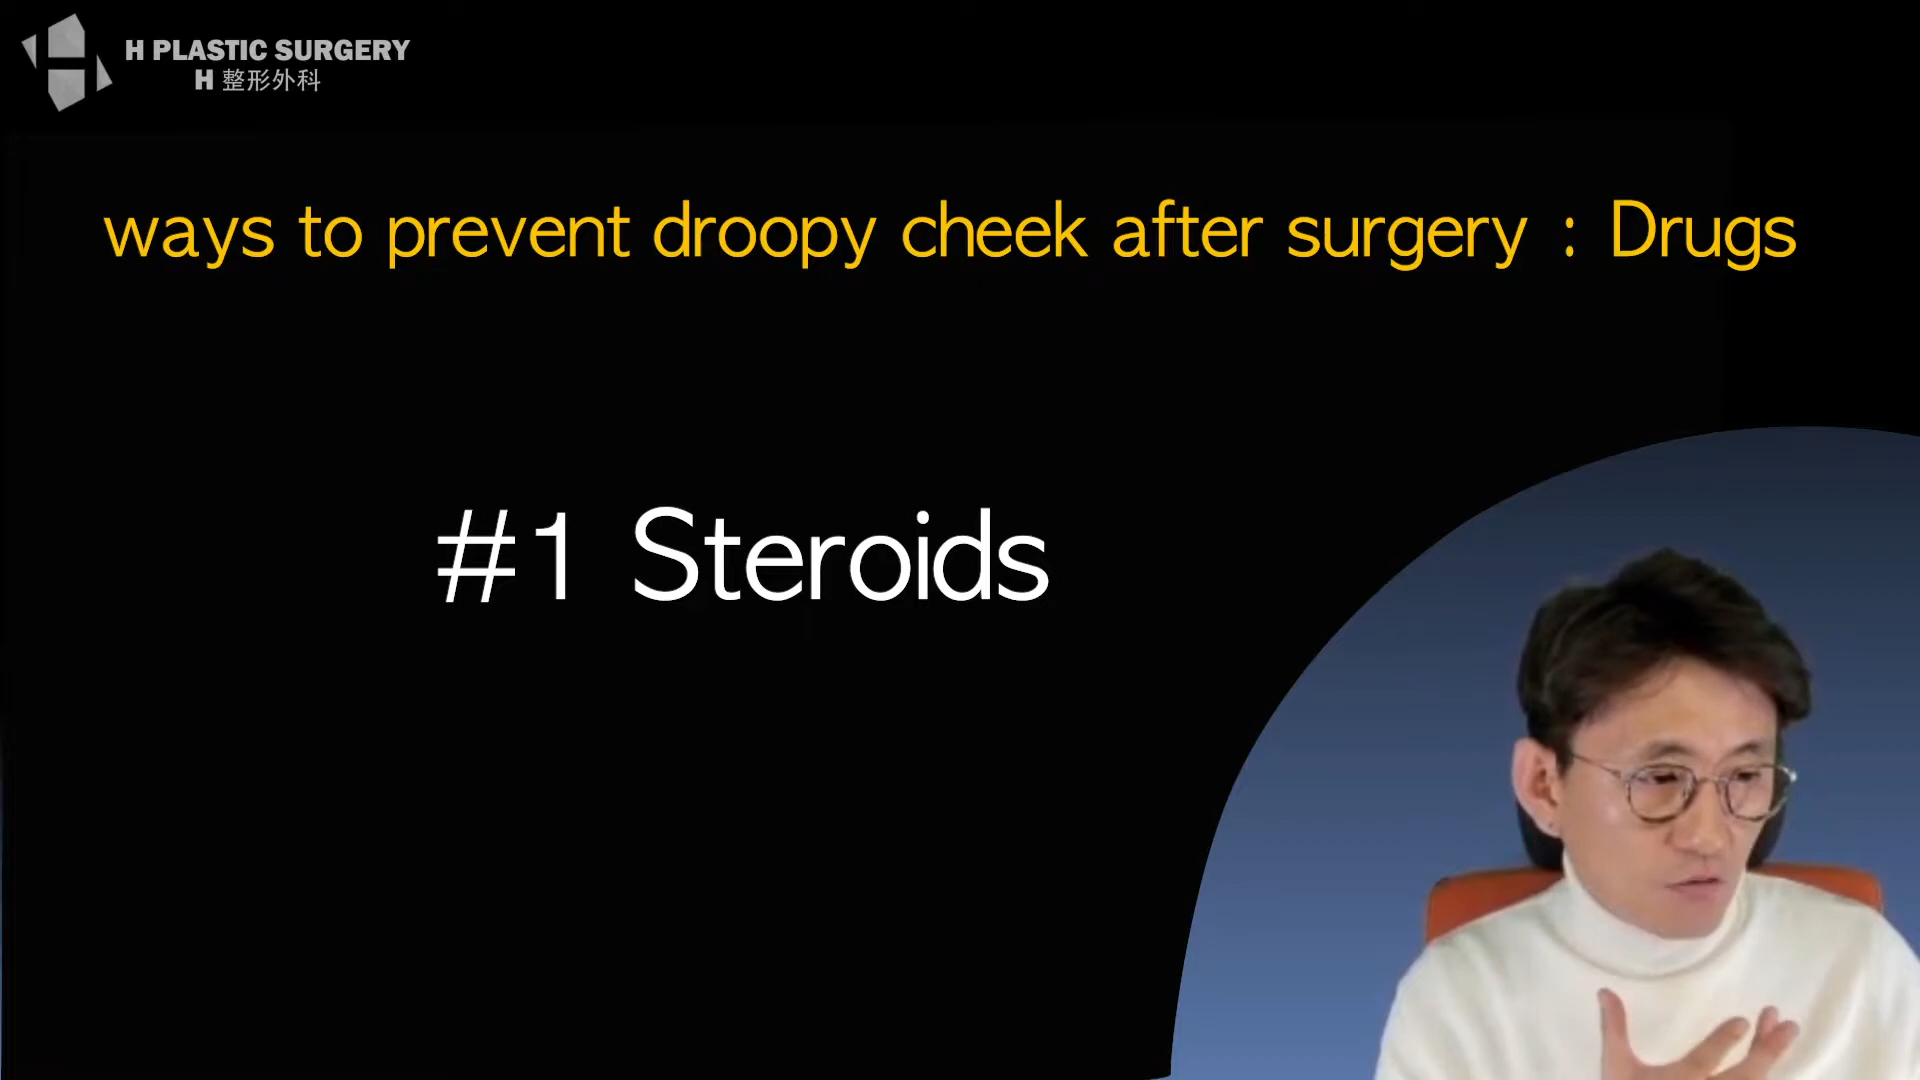 H PLASTIC SURGERY
H 整形外科
ways to prevent droopy cheek after surgery : Drugs
#1 Steroids